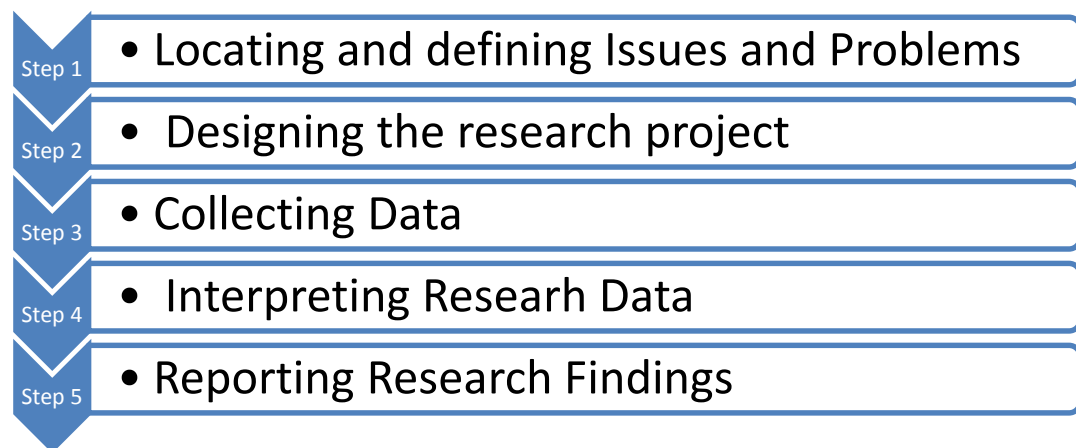 Step 1 • Locating and defining Issues and Problems
Step 2 • Designing the research project
Step 3 • Collecting Data
Step 4 • Interpreting Researh Data
Step 5 • Reporting Research Findings